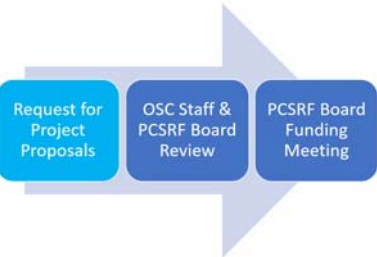 Request for
Project
Proposals
OSC Staff &
PCSRF Board
Review
PCSRF Board
Funding
Meeting